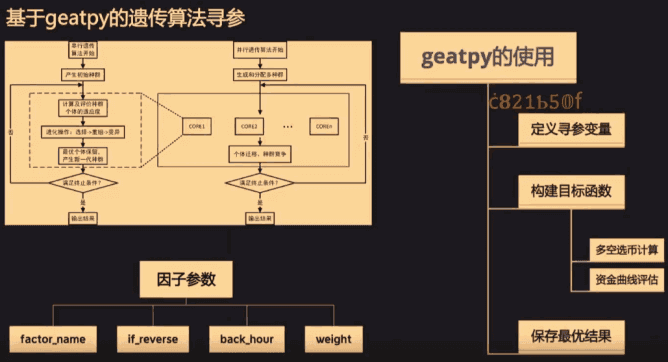 基于geatpy的遗传算法寻参
串行遗传
算法开始
产生初始种群
计算及评价种群
个体的适应度
进化操作：选择→重组→变异
最优个体保留，
产生新一代种群
满足终止条件？
否
是
输出结果
并行遗传算法开始
生成和分配多种群
CORE1
CORE2
...
COREn
个体迁移，种群竞争
满足终止条件？
否
是
输出结果
因子参数
factor_name
if_reverse
back_hour
weight
geatpy的使用
c821b50f
定义寻参变量
构建目标函数
多空选币计算
资金曲线评估
保存最优结果